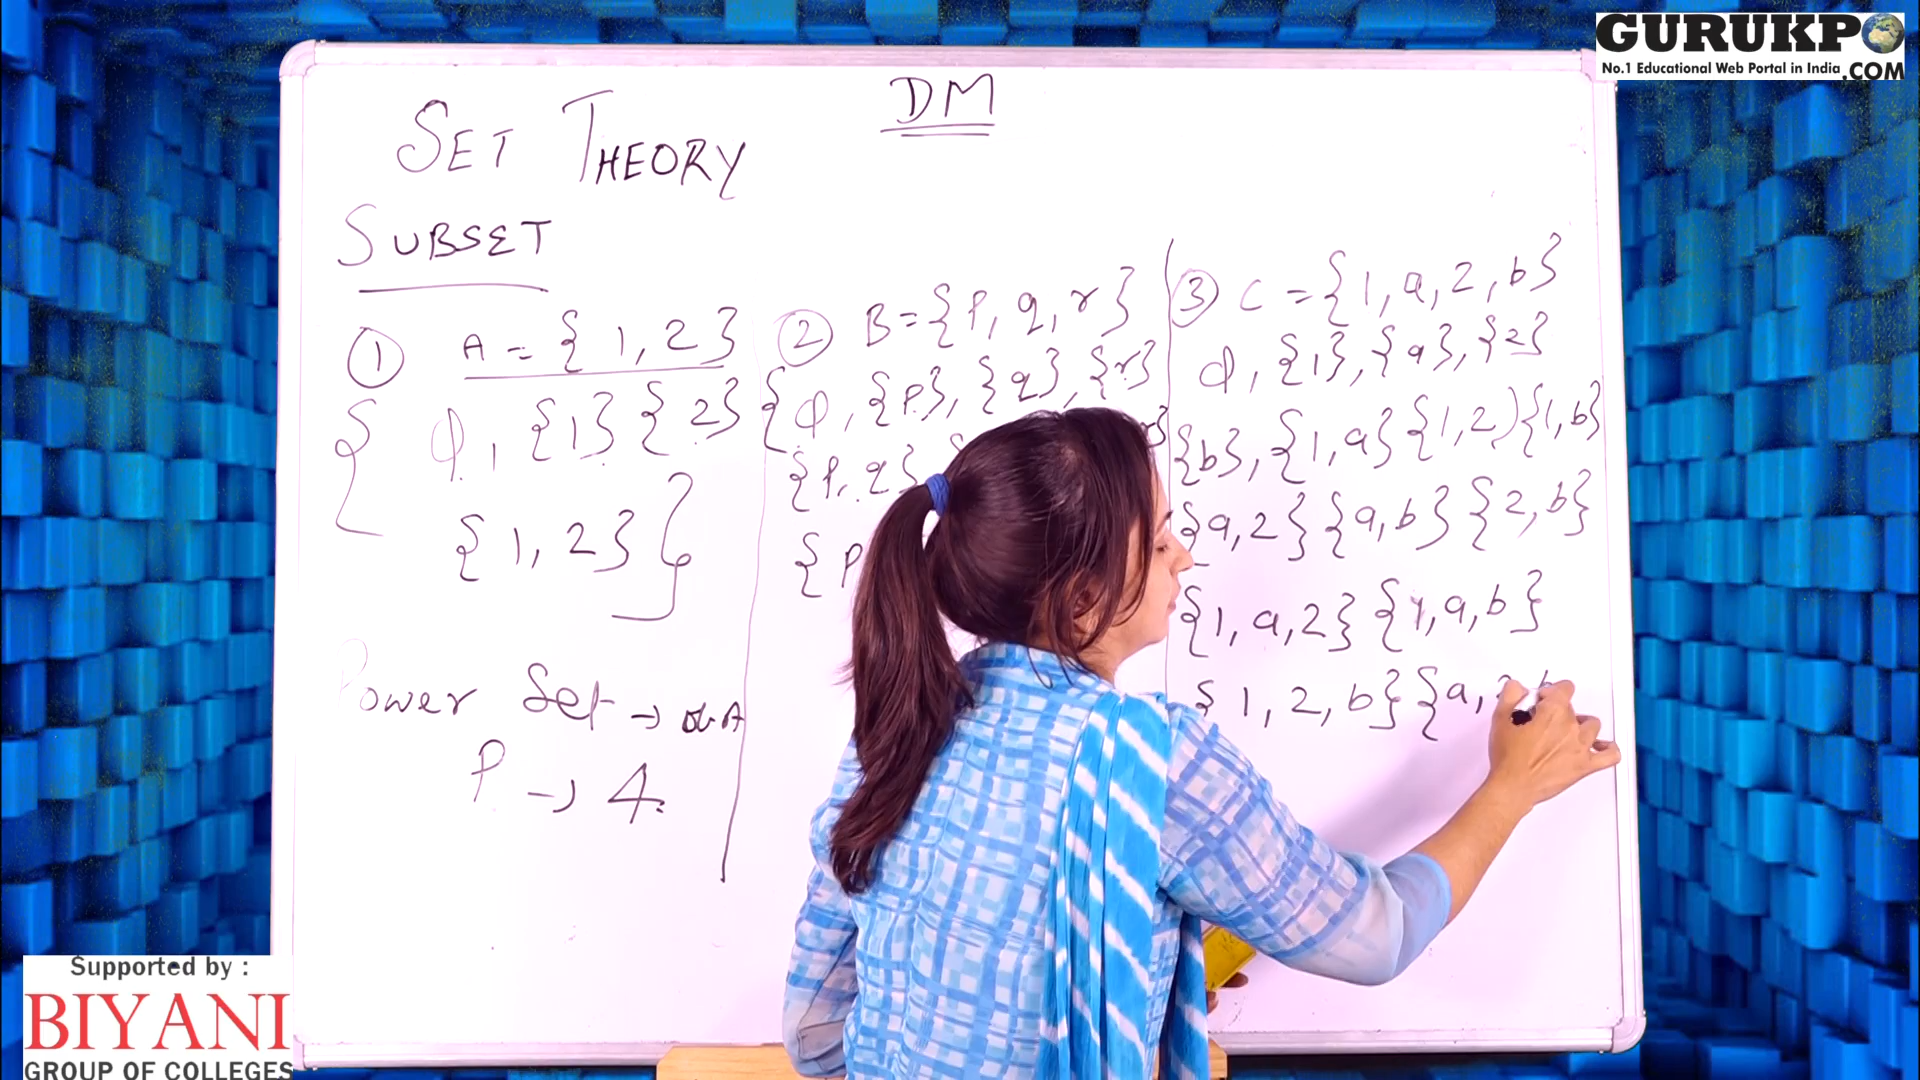 GURUKPO
No.1 Educational Web Portal in India .COM
DM
SET THEORY
SUBSET
① A = { 1, 2 }
{ φ, {1} {2}
{ 1, 2 } }
Power Set →
P → 4.
② B = {p, q, r}
{ φ, {p}, {q}, {r}
{p, q}
{ p
③ C = {1, a, 2, b}
φ, {1}, {a}, {2}
{b}, {1, a} {1, 2) {1, b}
{a, 2} {a, b} {2, b}
{1, a, 2} {1, a, b}
{ 1, 2, b} {a,
Supported by :
BIYANI
GROUP OF COLLEGES